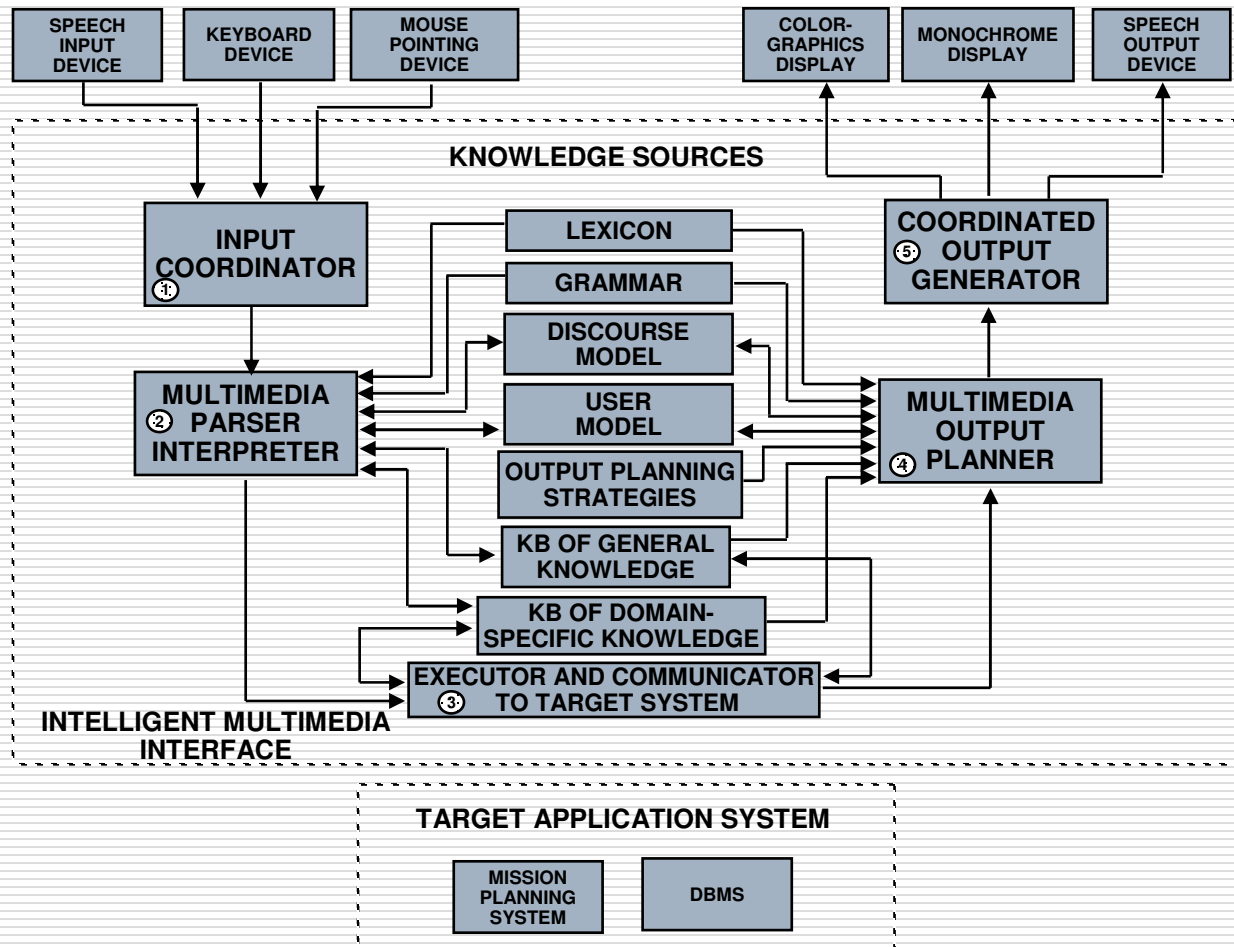 SPEECH
INPUT
DEVICE
KEYBOARD
DEVICE
MOUSE
POINTING
DEVICE
COLOR-
GRAPHICS
DISPLAY
MONOCHROME
DISPLAY
SPEECH
OUTPUT
DEVICE
KNOWLEDGE SOURCES
INPUT
COORDINATOR
1
LEXICON
GRAMMAR
DISCOURSE
MODEL
USER
MODEL
OUTPUT PLANNING
STRATEGIES
KB OF GENERAL
KNOWLEDGE
KB OF DOMAIN-
SPECIFIC KNOWLEDGE
COORDINATED
5 OUTPUT
GENERATOR
MULTIMEDIA
2 PARSER
INTERPRETER
MULTIMEDIA
OUTPUT
4 PLANNER
EXECUTOR AND COMMUNICATOR
3 TO TARGET SYSTEM
INTELLIGENT MULTIMEDIA
INTERFACE
TARGET APPLICATION SYSTEM
MISSION
PLANNING
SYSTEM
DBMS